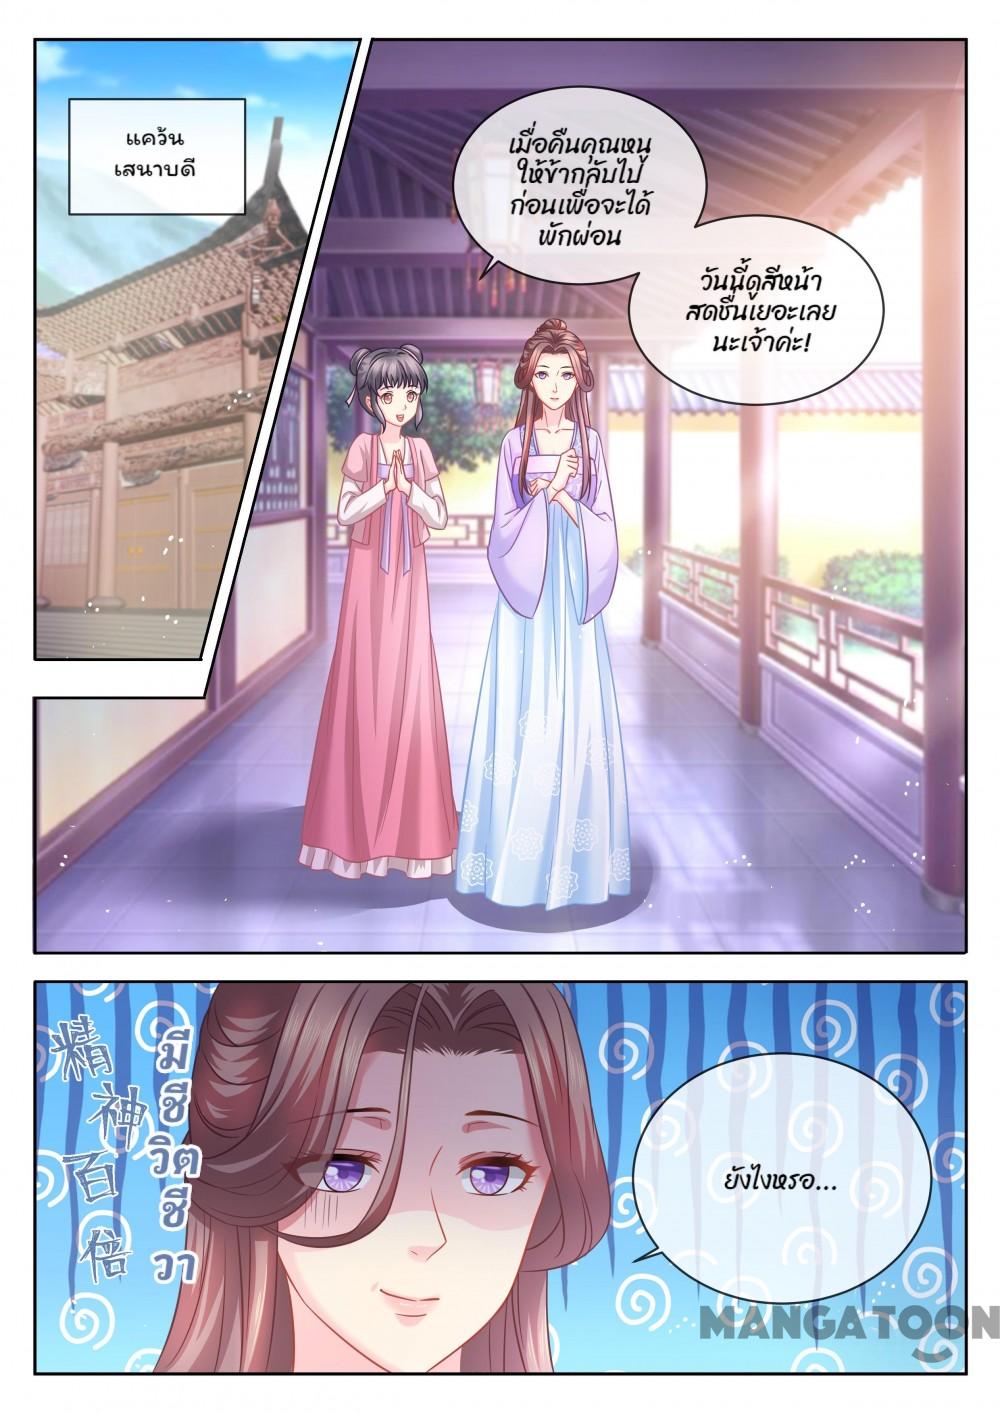 แคว้น
เสนาบดี
เมื่อคืนคุณหนู
ให้ข้ากลับไป
ก่อนเพื่อจะได้
พักผ่อน
วันนี้ดูสีหน้า
สดชื่นเยอะเลย
นะเจ้าค่ะ!
精神百倍
มีชีวิตชีวา
ยังไงหรอ...
MANGATOON